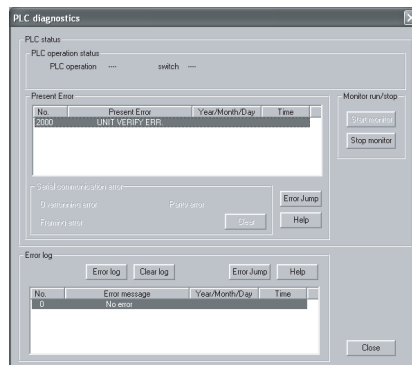 PLC diagnostics
PLC status
PLC operation status
PLC operation ---- switch ----
Present Error
No. Present Error Year/Month/Day Time
2000 UNIT VERIFY ERR.
Monitor run/stop
Start monitor
Stop monitor
Serial communication error
Overrunning error Parity error
Framing error Clear
Error Jump
Help
Error log
Error log Clear log Error Jump Help
No. Error message Year/Month/Day Time
0 No error
Close